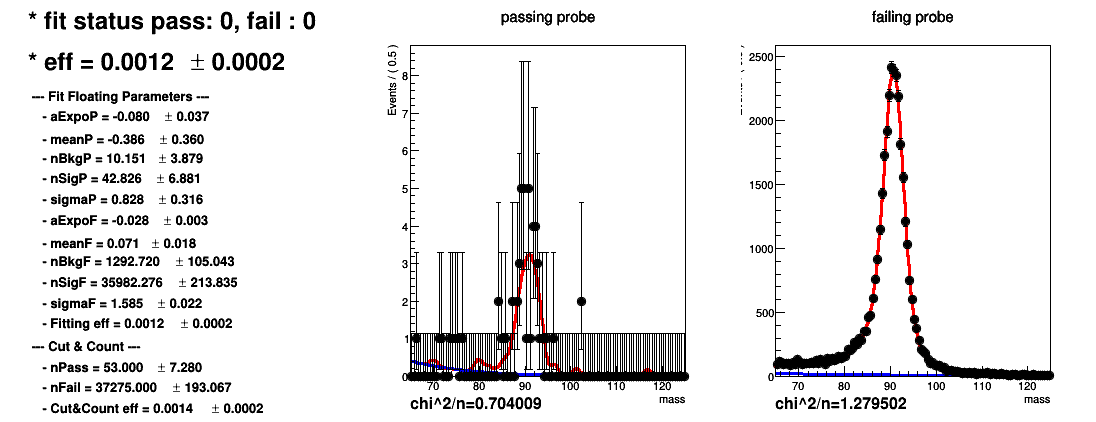 * fit status pass: 0, fail : 0
* eff = 0.0012 ± 0.0002
--- Fit Floating Parameters ---
- aExpoP = -0.080 ± 0.037
- meanP = -0.386 ± 0.360
- nBkgP = 10.151 ± 3.879
- nSigP = 42.826 ± 6.881
- sigmaP = 0.828 ± 0.316
- aExpoF = -0.028 ± 0.003
- meanF = 0.071 ± 0.018
- nBkgF = 1292.720 ± 105.043
- nSigF = 35982.276 ± 213.835
- sigmaF = 1.585 ± 0.022
- Fitting eff = 0.0012 ± 0.0002
--- Cut & Count ---
- nPass = 53.000 ± 7.280
- nFail = 37275.000 ± 193.067
- Cut&Count eff = 0.0014 ± 0.0002
passing probe
Events / ( 0.5 )
8
7
6
5
4
3
2
1
0
70 80 90 100 110 120
mass
chi^2/n=0.704009
failing probe
2500
2000
1500
1000
500
0
70 80 90 100 110 120
mass
chi^2/n=1.279502